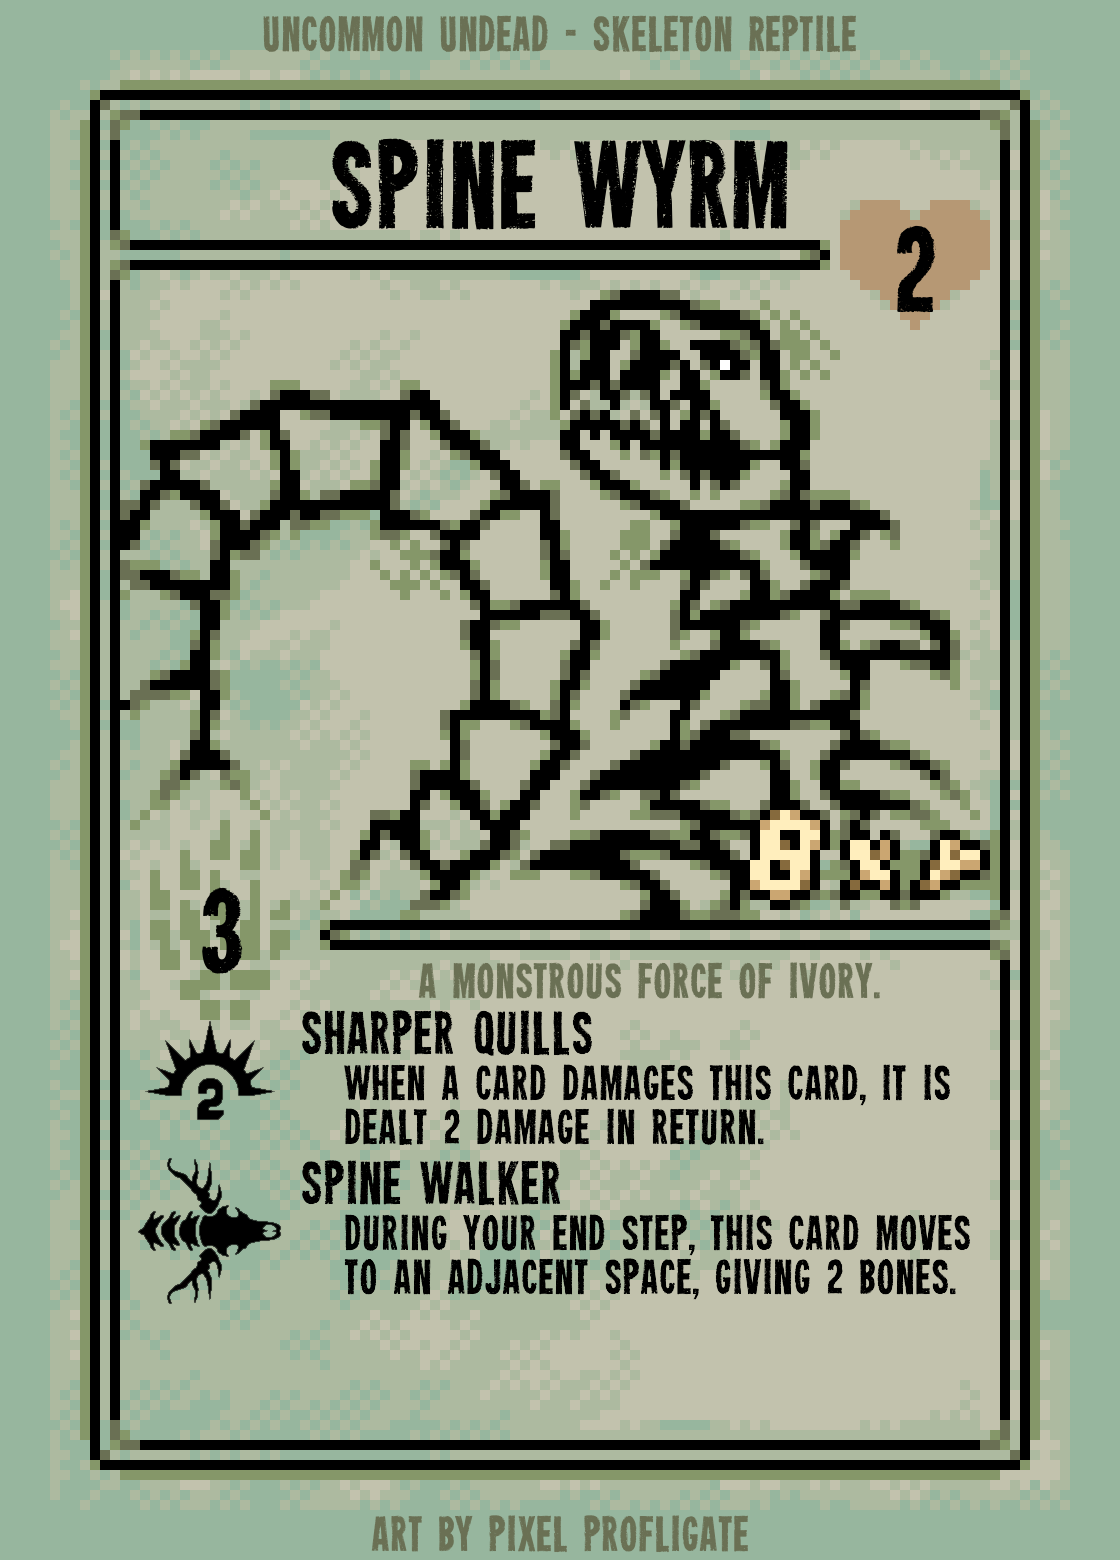 UNCOMMON UNDEAD - SKELETON REPTILE
SPINE WYRM
2
8 X
3
A MONSTROUS FORCE OF IVORY.
SHARPER QUILLS
2
WHEN A CARD DAMAGES THIS CARD, IT IS
DEALT 2 DAMAGE IN RETURN.
SPINE WALKER
DURING YOUR END STEP, THIS CARD MOVES
TO AN ADJACENT SPACE, GIVING 2 BONES.
ART BY PIXEL PROFLIGATE